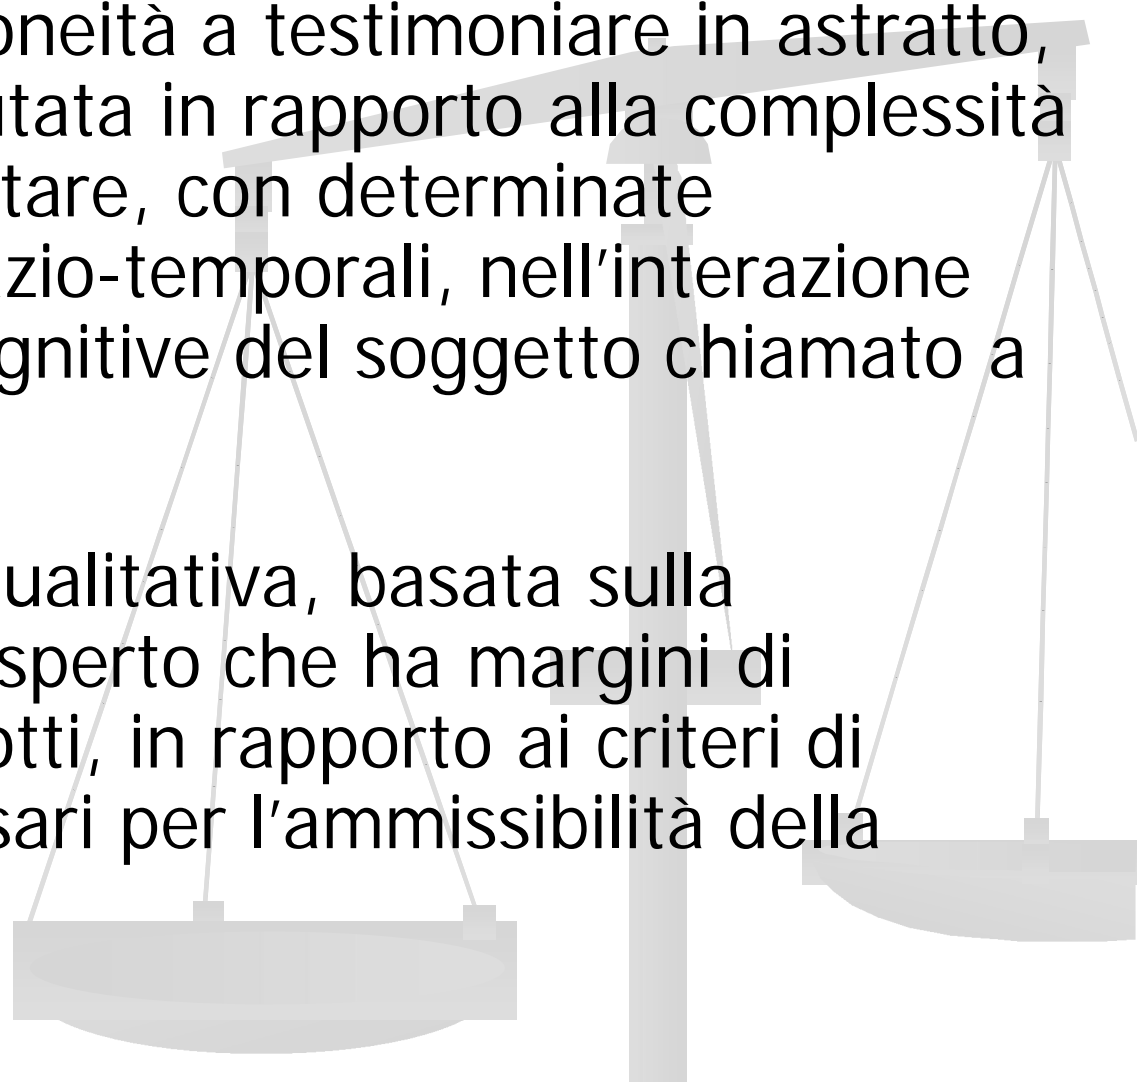 oneità a testimoniare in astratto,
utata in rapporto alla complessità
tare, con determinate
zio-temporali, nell'interazione
gnitive del soggetto chiamato a
ualitativa, basata sulla
sperto che ha margini di
otti, in rapporto ai criteri di
sari per l'ammissibilità della